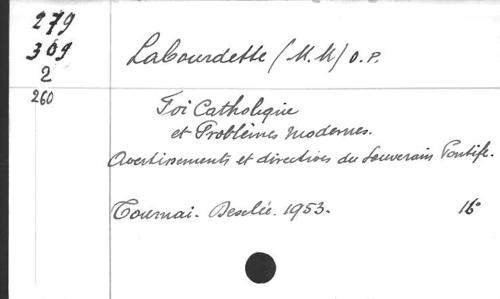 279
369
2
260
Labourdette (M.M) O.P.
Foi Catholique
et Problèmes modernes.
Avertissements et directives du Souverain Pontife.
Tournai. Desclée. 1953. 16°